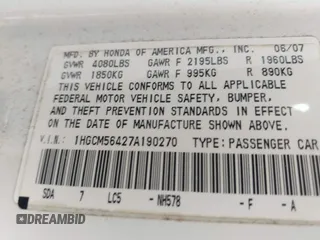 MFD. BY HONDA OF AMERICA MFG., INC. 06/07
GVWR 4080LBS GAWR F 2195LBS R 1960LBS
GVWR 1850KG GAWR F 995KG R 890KG
THIS VEHICLE CONFORMS TO ALL APPLICABLE
FEDERAL MOTOR VEHICLE SAFETY, BUMPER,
AND THEFT PREVENTION STANDARDS IN EFFECT
ON THE DATE OF MANUFACTURE SHOWN ABOVE.
V.I.N.: 1HGCM56427A190270 TYPE: PASSENGER CAR
SDA 7 LC5 - NH578 - F - A
DREAMBID